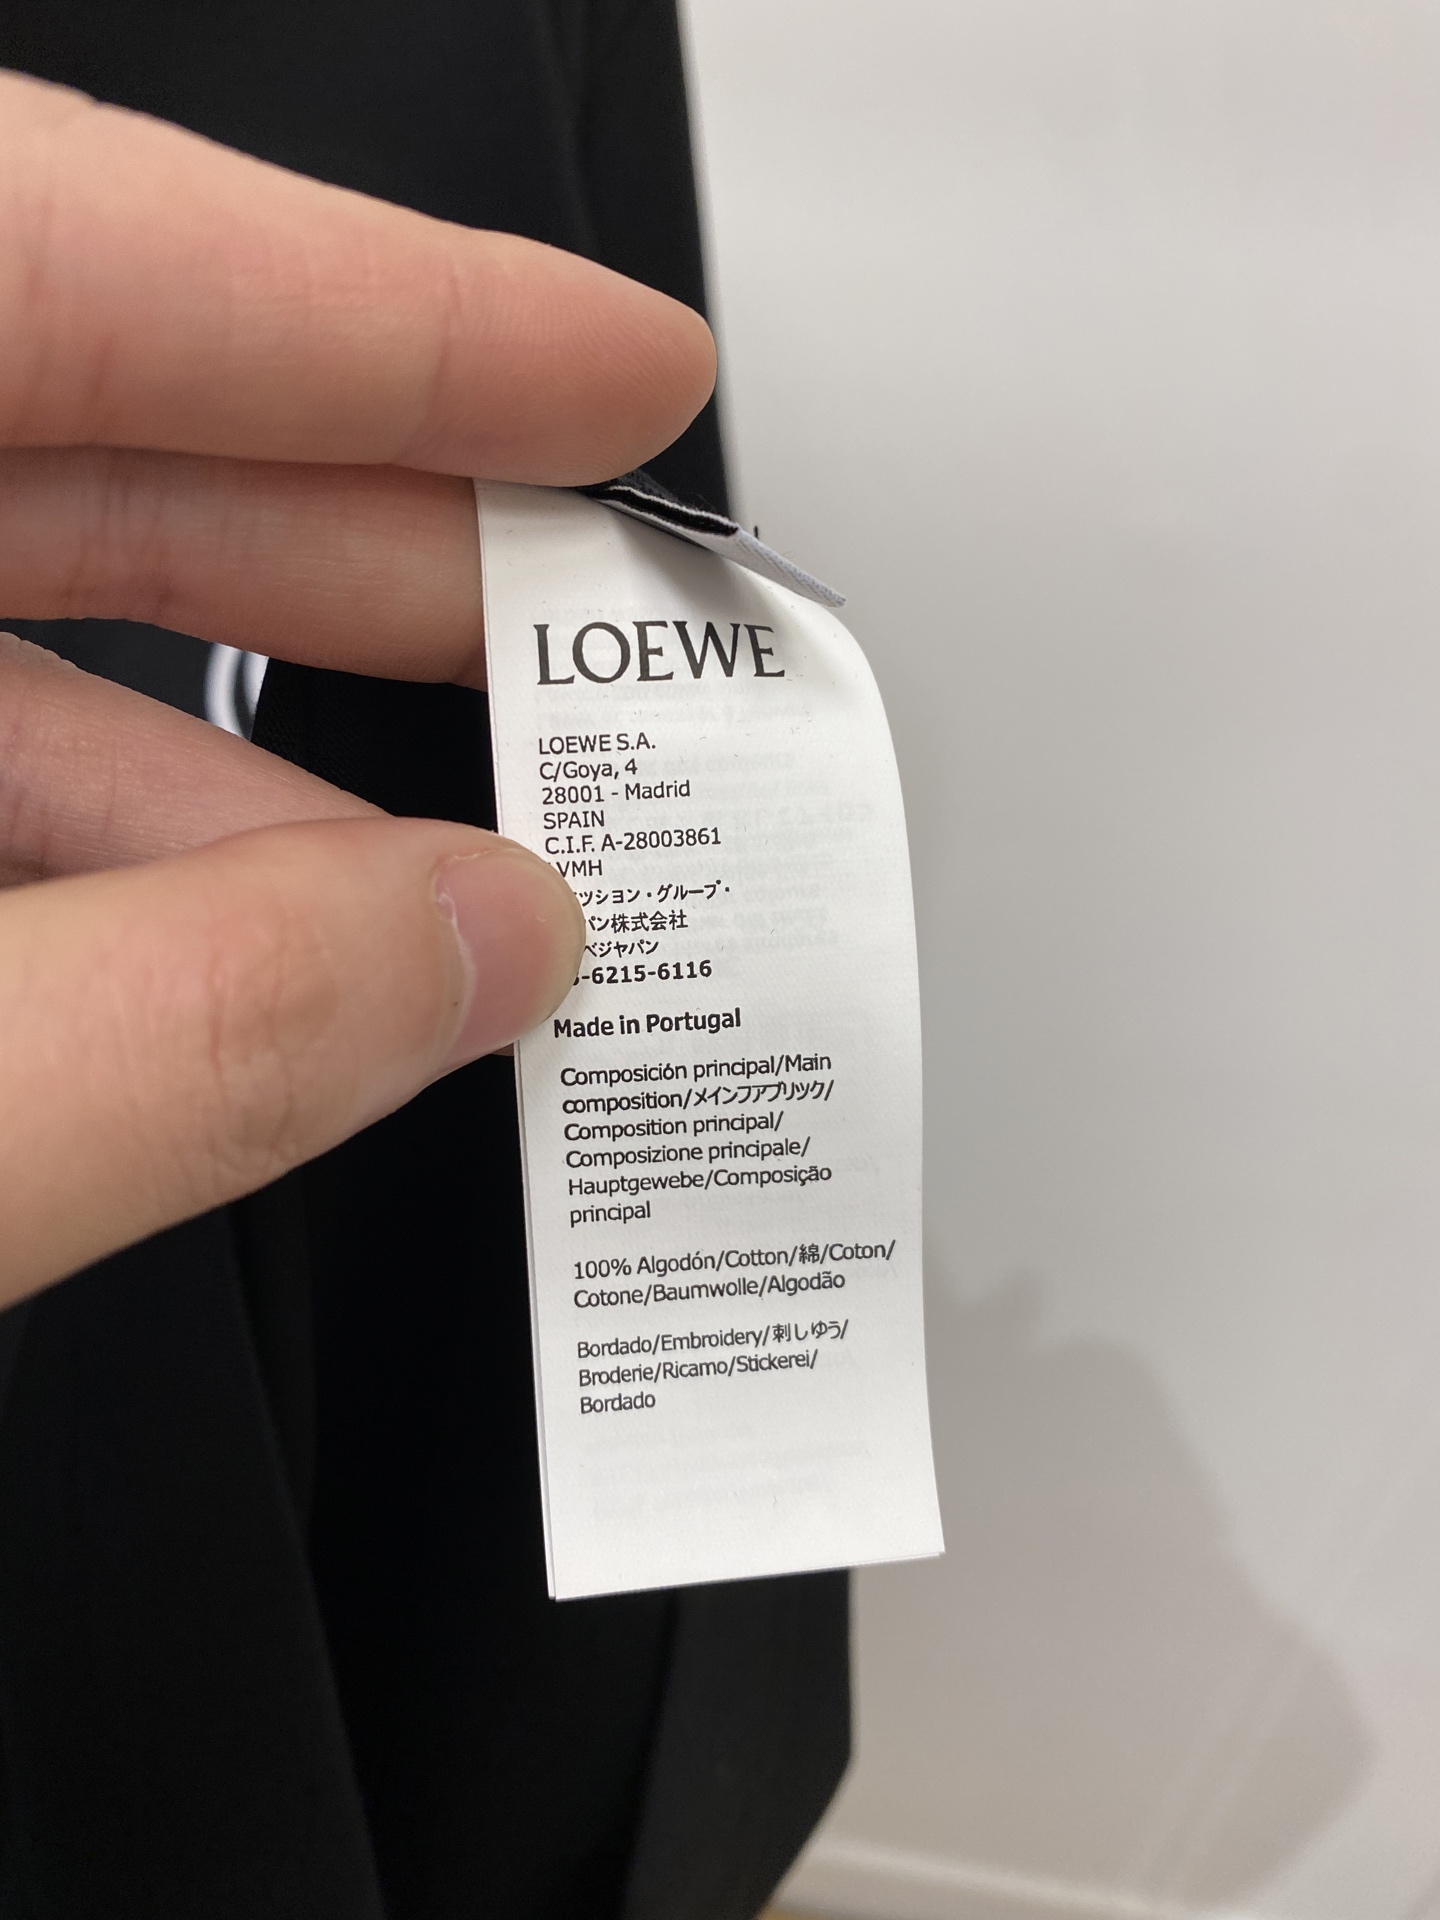 LOEWE
LOEWE S.A.
C/Goya, 4
28001 - Madrid
SPAIN
C.I.F. A-28003861
VMH
ッション・グループ・
パン株式会社
ベジャパン
-6215-6116
Made in Portugal
Composición principal/Main
composition/メインファブリック/
Composition principal/
Composizione principale/
Hauptgewebe/Composição
principal
100% Algodón/Cotton/綿/Coton/
Cotone/Baumwolle/Algodão
Bordado/Embroidery/刺しゆう/
Broderie/Ricamo/Stickerei/
Bordado